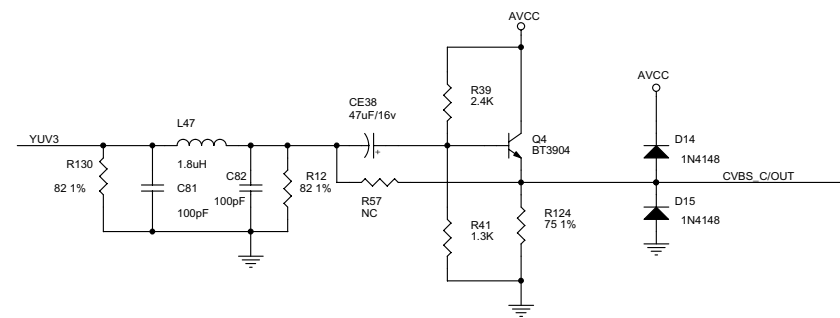 AVCC
AVCC
CE38
47uF/16v
R39
2.4K
L47
Q4
BT3904
D14
1N4148
YUV3
R130
82 1%
1.8uH
C81
100pF
C82
100pF
R12
82 1%
R57
NC
CVBS_C/OUT
D15
1N4148
R41
1.3K
R124
75 1%